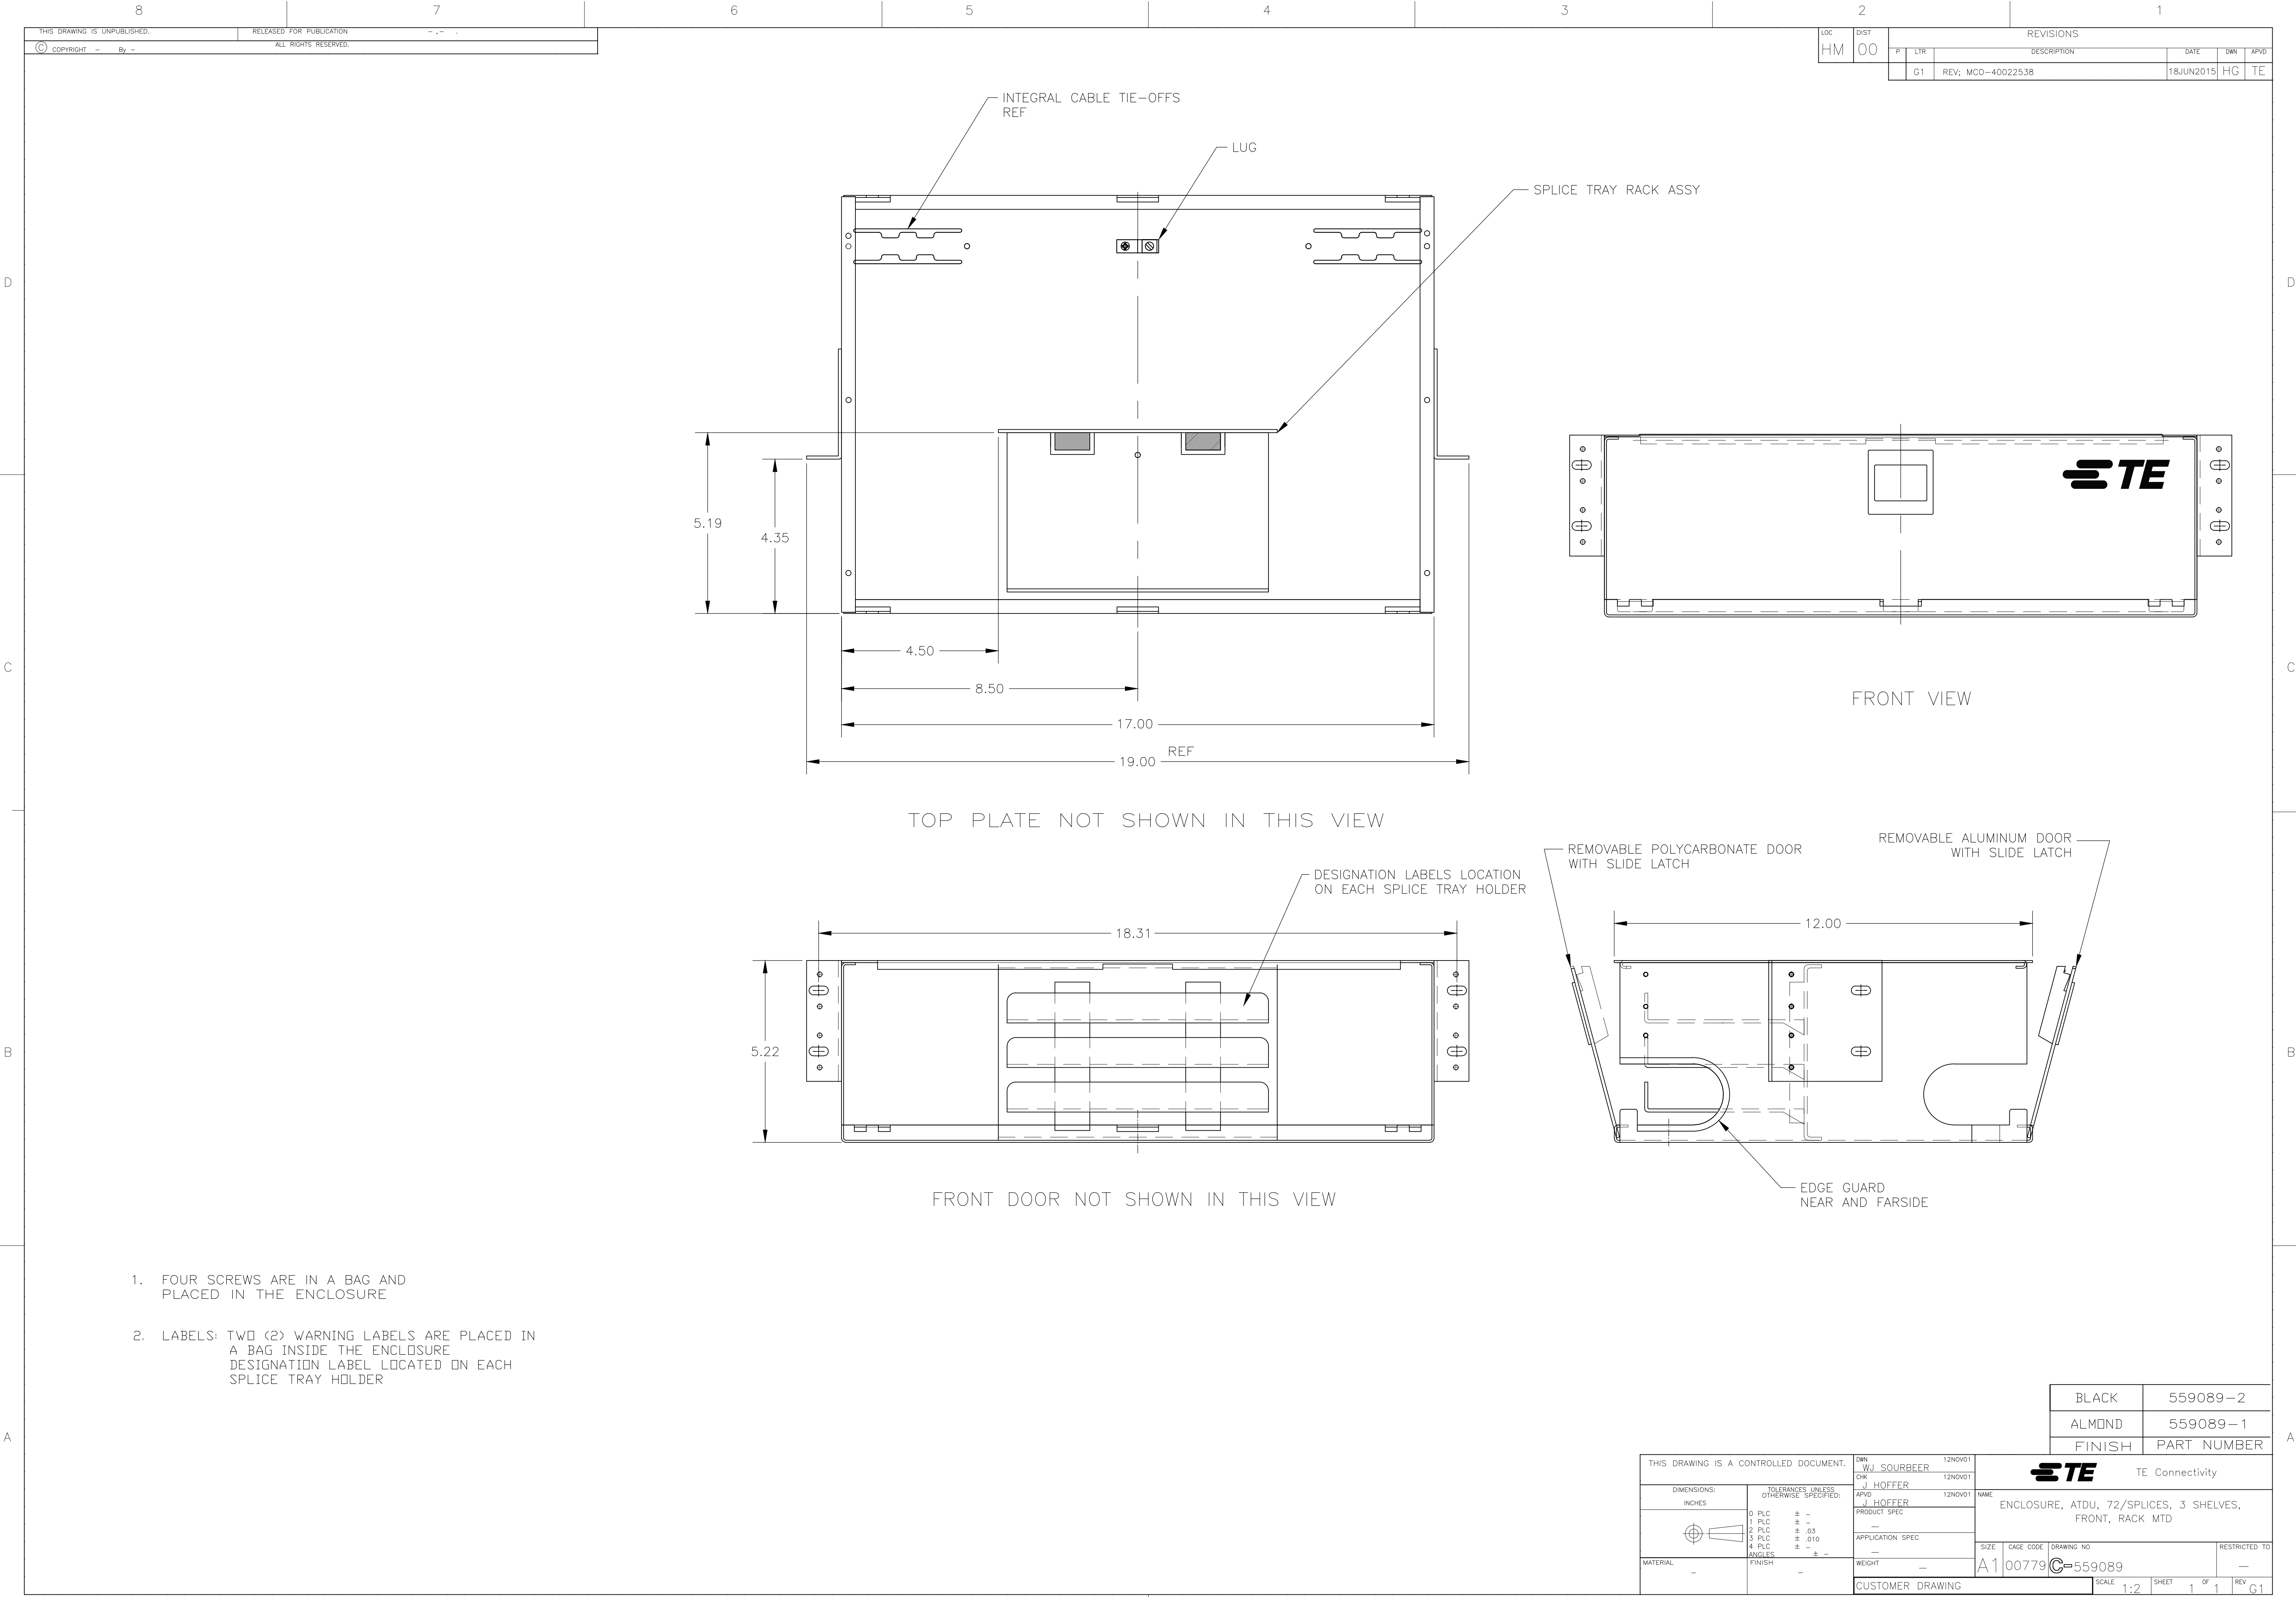 8 7 6 5 4 3 2 1
THIS DRAWING IS UNPUBLISHED.
RELEASED FOR PUBLICATION - ,- .
© COPYRIGHT - By -
ALL RIGHTS RESERVED.
LOC DIST
HM 00
REVISIONS
P LTR DESCRIPTION DATE DWN APVD
G1 REV; MCO-40022538 18JUN2015 HG TE
INTEGRAL CABLE TIE-OFFS
REF
LUG
SPLICE TRAY RACK ASSY
D D
5.19
4.35
TE
C C
4.50
8.50
17.00
REF
19.00
FRONT VIEW
TOP PLATE NOT SHOWN IN THIS VIEW
REMOVABLE POLYCARBONATE DOOR
WITH SLIDE LATCH
REMOVABLE ALUMINUM DOOR
WITH SLIDE LATCH
DESIGNATION LABELS LOCATION
ON EACH SPLICE TRAY HOLDER
18.31
12.00
B B
5.22
EDGE GUARD
NEAR AND FARSIDE
FRONT DOOR NOT SHOWN IN THIS VIEW
1. FOUR SCREWS ARE IN A BAG AND
PLACED IN THE ENCLOSURE
2. LABELS: TWO (2) WARNING LABELS ARE PLACED IN
A BAG INSIDE THE ENCLOSURE
DESIGNATION LABEL LOCATED ON EACH
SPLICE TRAY HOLDER
A A
BLACK 559089-2
ALMOND 559089-1
FINISH PART NUMBER
THIS DRAWING IS A CONTROLLED DOCUMENT.
DIMENSIONS:
INCHES
TOLERANCES UNLESS
OTHERWISE SPECIFIED:
0 PLC ± -
1 PLC ± -
2 PLC ± .03
3 PLC ± .010
4 PLC ± -
ANGLES ± -
MATERIAL
-
FINISH
-
DWN 12NOV01
WJ SOURBEER
CHK 12NOV01
J HOFFER
APVD 12NOV01
J HOFFER
PRODUCT SPEC
-
APPLICATION SPEC
-
WEIGHT -
CUSTOMER DRAWING
TE TE Connectivity
NAME
ENCLOSURE, ATDU, 72/SPLICES, 3 SHELVES,
FRONT, RACK MTD
SIZE CAGE CODE DRAWING NO RESTRICTED TO
A1 00779 C-559089 -
SCALE 1:2 SHEET 1 OF 1 REV G1